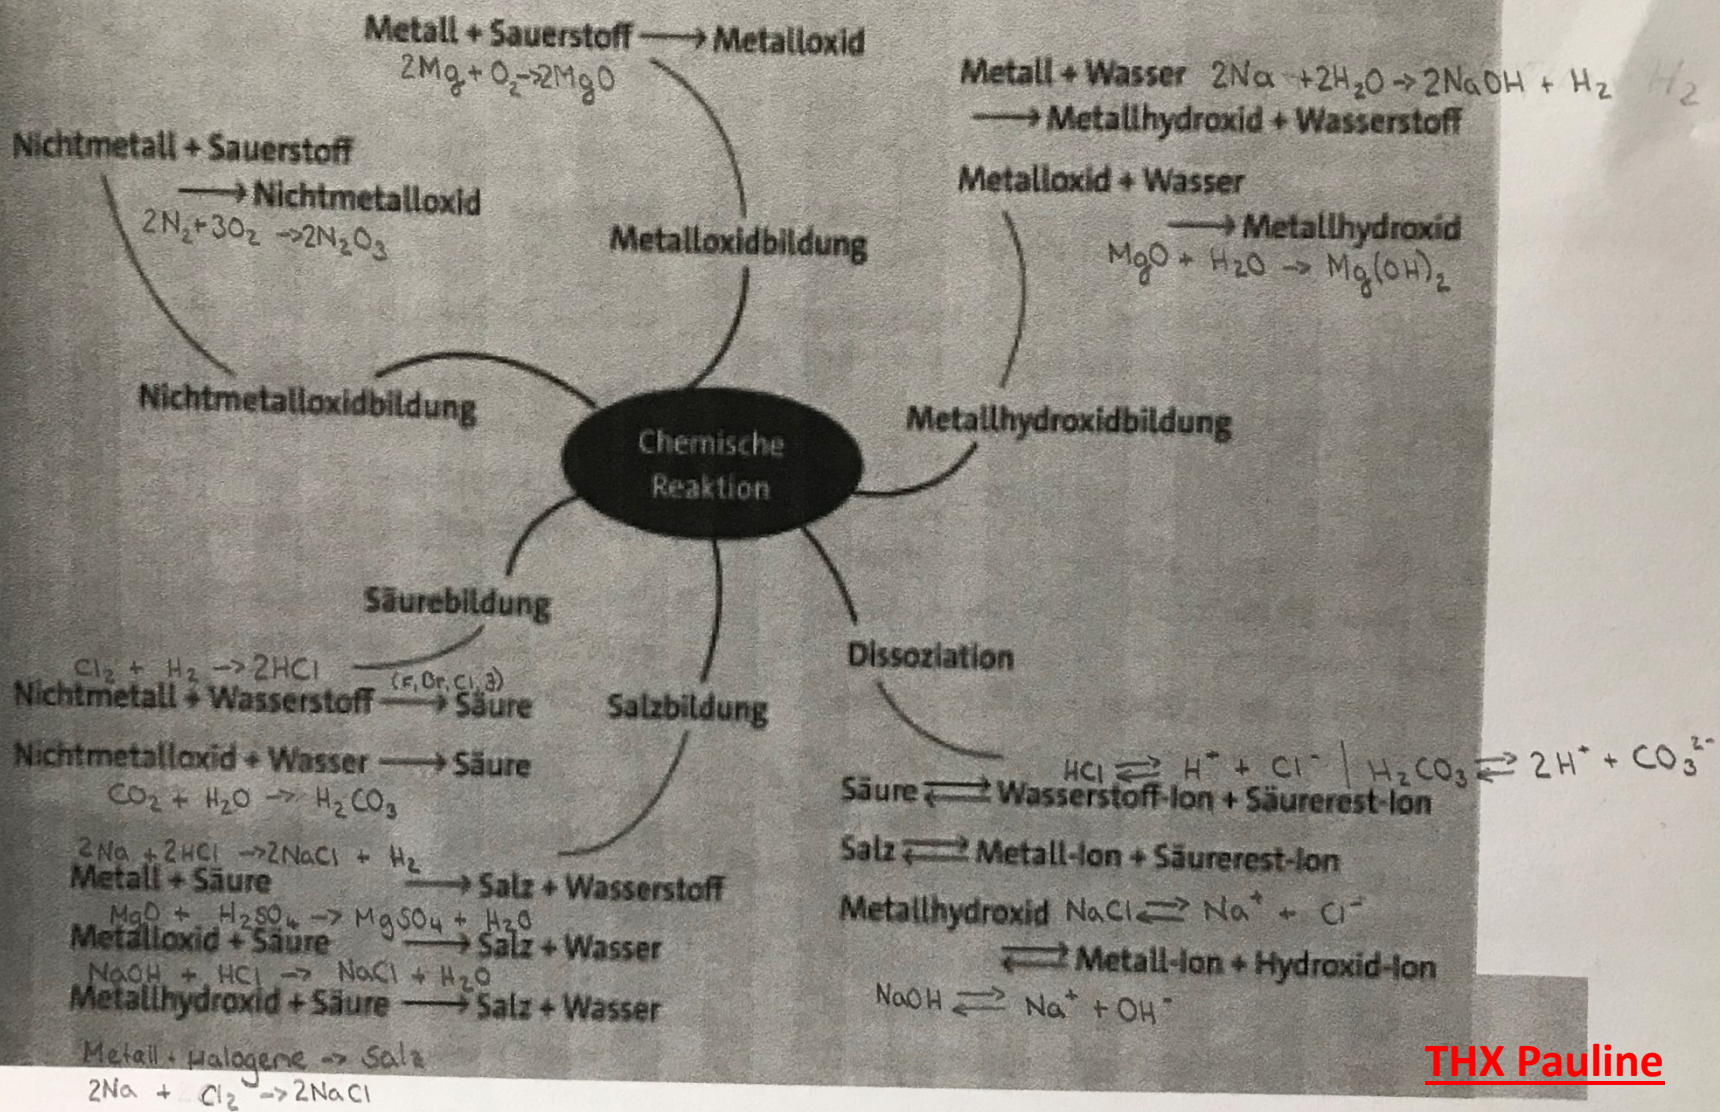 Metall + Sauerstoff → Metalloxid
2Mg + O₂ → 2MgO
Metall + Wasser 2Na + 2H₂O → 2NaOH + H₂ H₂
→ Metallhydroxid + Wasserstoff
Nichtmetall + Sauerstoff
→ Nichtmetalloxid
2N₂ + 3O₂ → 2N₂O₃
Metalloxid + Wasser
→ Metallhydroxid
MgO + H₂O → Mg(OH)₂
Metalloxidbildung
Nichtmetalloxidbildung
Metallhydroxidbildung
Chemische
Reaktion
Säurebildung
Cl₂ + H₂ → 2HCl
(F, Br, Cl, J)
Nichtmetall + Wasserstoff → Säure
Nichtmetalloxid + Wasser → Säure
CO₂ + H₂O → H₂CO₃
Salzbildung
2Na + 2HCl → 2NaCl + H₂
Metall + Säure → Salz + Wasserstoff
MgO + H₂SO₄ → MgSO₄ + H₂O
Metalloxid + Säure → Salz + Wasser
NaOH + HCl → NaCl + H₂O
Metallhydroxid + Säure → Salz + Wasser
Metall + Halogene → Salz
2Na + Cl₂ → 2NaCl
Dissoziation
HCl ⇌ H⁺ + Cl⁻ | H₂CO₃ ⇌ 2H⁺ + CO₃²⁻
Säure ⇌ Wasserstoff-Ion + Säurerest-Ion
Salz ⇌ Metall-Ion + Säurerest-Ion
Metallhydroxid NaCl ⇌ Na⁺ + Cl⁻
⇌ Metall-Ion + Hydroxid-Ion
NaOH ⇌ Na⁺ + OH⁻
THX Pauline